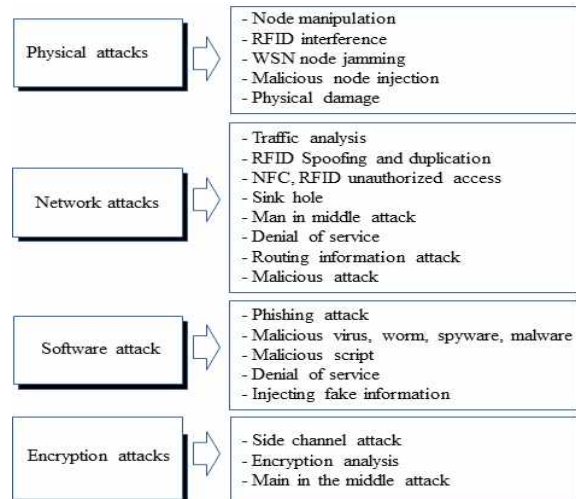 Physical attacks
- Node manipulation
- RFID interference
- WSN node jamming
- Malicious node injection
- Physical damage
Network attacks
- Traffic analysis
- RFID Spoofing and duplication
- NFC, RFID unauthorized access
- Sink hole
- Man in middle attack
- Denial of service
- Routing information attack
- Malicious attack
Software attack
- Phishing attack
- Malicious virus, worm, spyware, malware
- Malicious script
- Denial of service
- Injecting fake information
Encryption attacks
- Side channel attack
- Encryption analysis
- Main in the middle attack